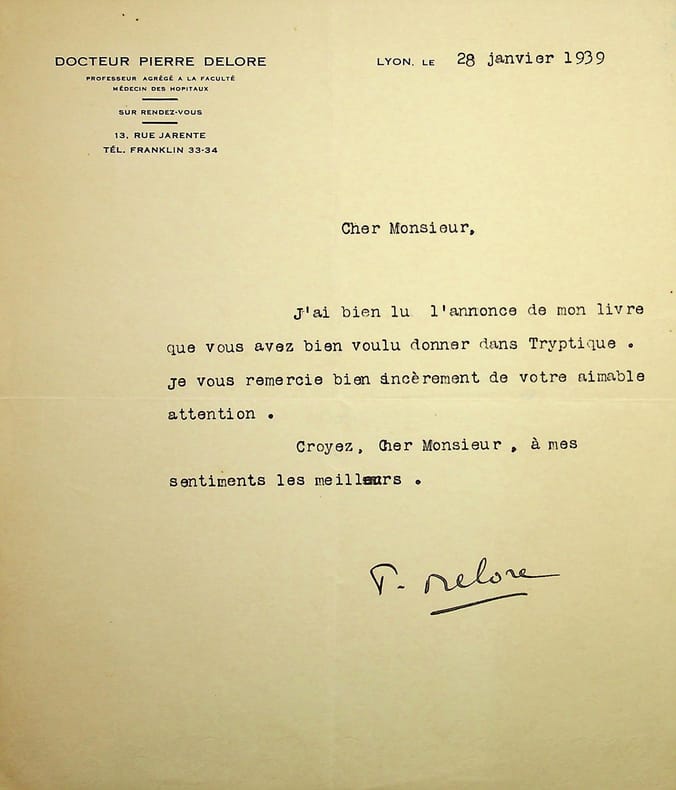 DOCTEUR PIERRE DELORE
PROFESSEUR AGRÉGÉ A LA FACULTÉ
MÉDECIN DES HOPITAUX
SUR RENDEZ-VOUS
13, RUE JARENTE
TÉL. FRANKLIN 33-34
LYON, LE 28 janvier 1939
Cher Monsieur,
J'ai bien lu l'annonce de mon livre
que vous avez bien voulu donner dans Tryptique .
je vous remercie bien sincèrement de votre aimable
attention .
Croyez, Cher Monsieur , à mes
sentiments les meilleurs .
P. Delore